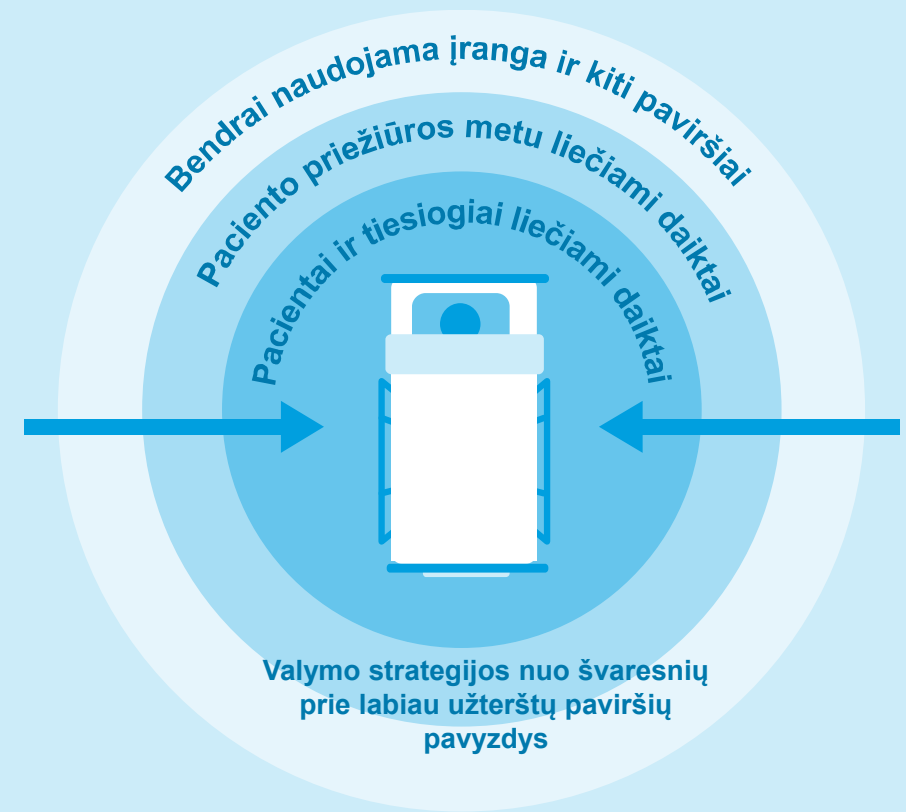 Bendrai naudojama įranga ir kiti paviršiai
Paciento priežiūros metu liečiami daiktai
Pacientai ir tiesiogiai liečiami daiktai
Valymo strategijos nuo švaresnių
prie labiau užterštų paviršių
pavyzdys